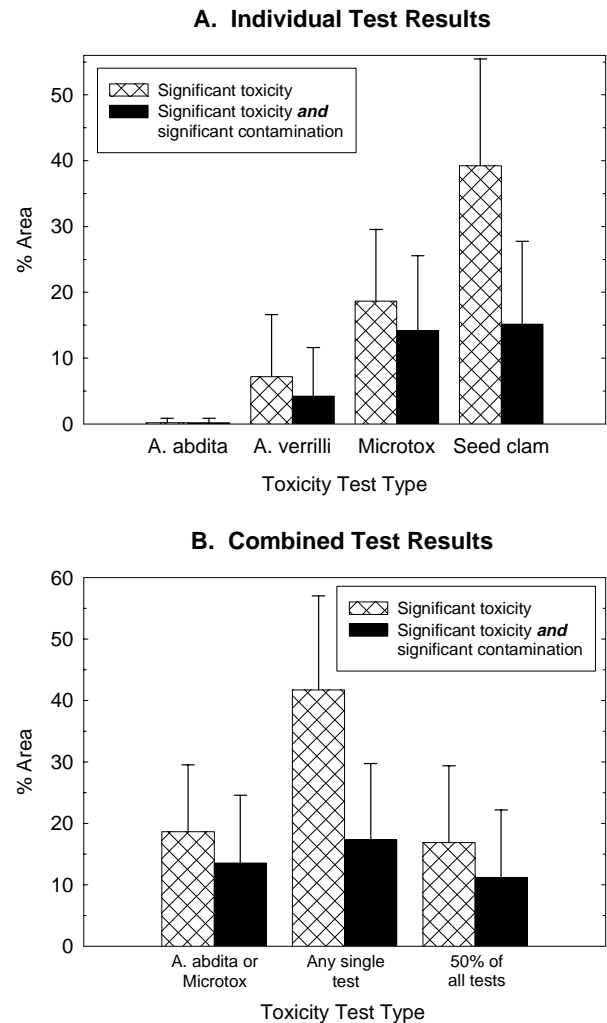 A. Individual Test Results
Significant toxicity
Significant toxicity and
significant contamination
50
40
30
20
10
0
% Area
A. abdita A. verrilli Microtox Seed clam
Toxicity Test Type
B. Combined Test Results
Significant toxicity
Significant toxicity and
significant contamination
60
50
40
30
20
10
0
% Area
A. abdita or Any single 50% of
Microtox test all tests
Toxicity Test Type